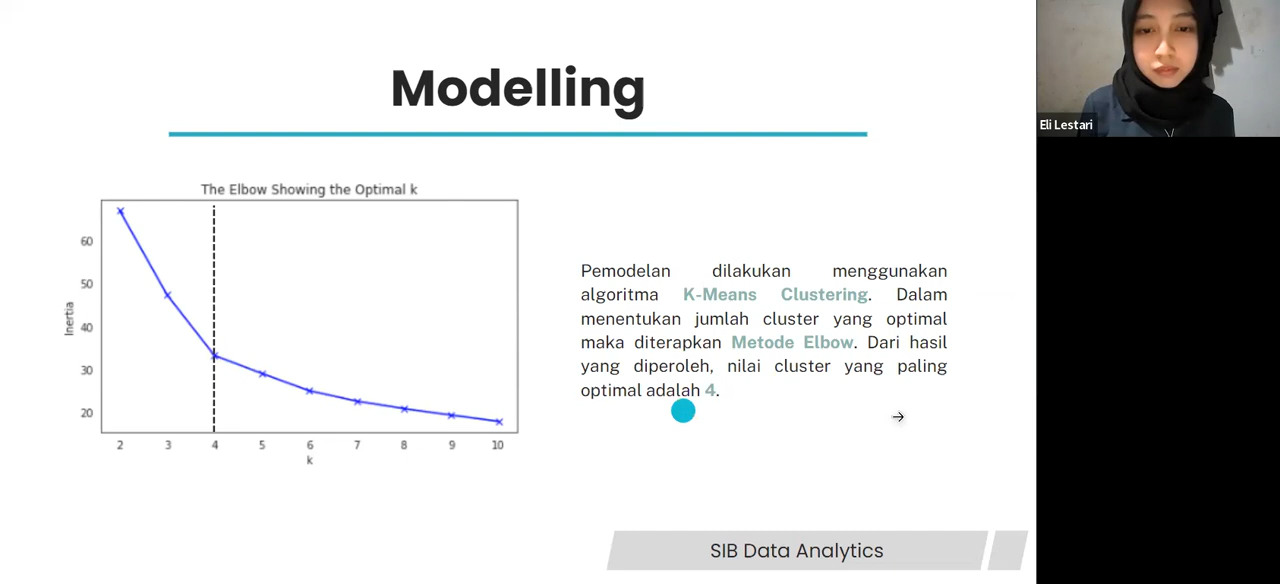 Modelling
The Elbow Showing the Optimal k
60
50
40
30
20
Inertia
2 3 4 5 6 7 8 9 10
k
Pemodelan dilakukan menggunakan
algoritma K-Means Clustering. Dalam
menentukan jumlah cluster yang optimal
maka diterapkan Metode Elbow. Dari hasil
yang diperoleh, nilai cluster yang paling
optimal adalah 4.
SIB Data Analytics
Eli Lestari